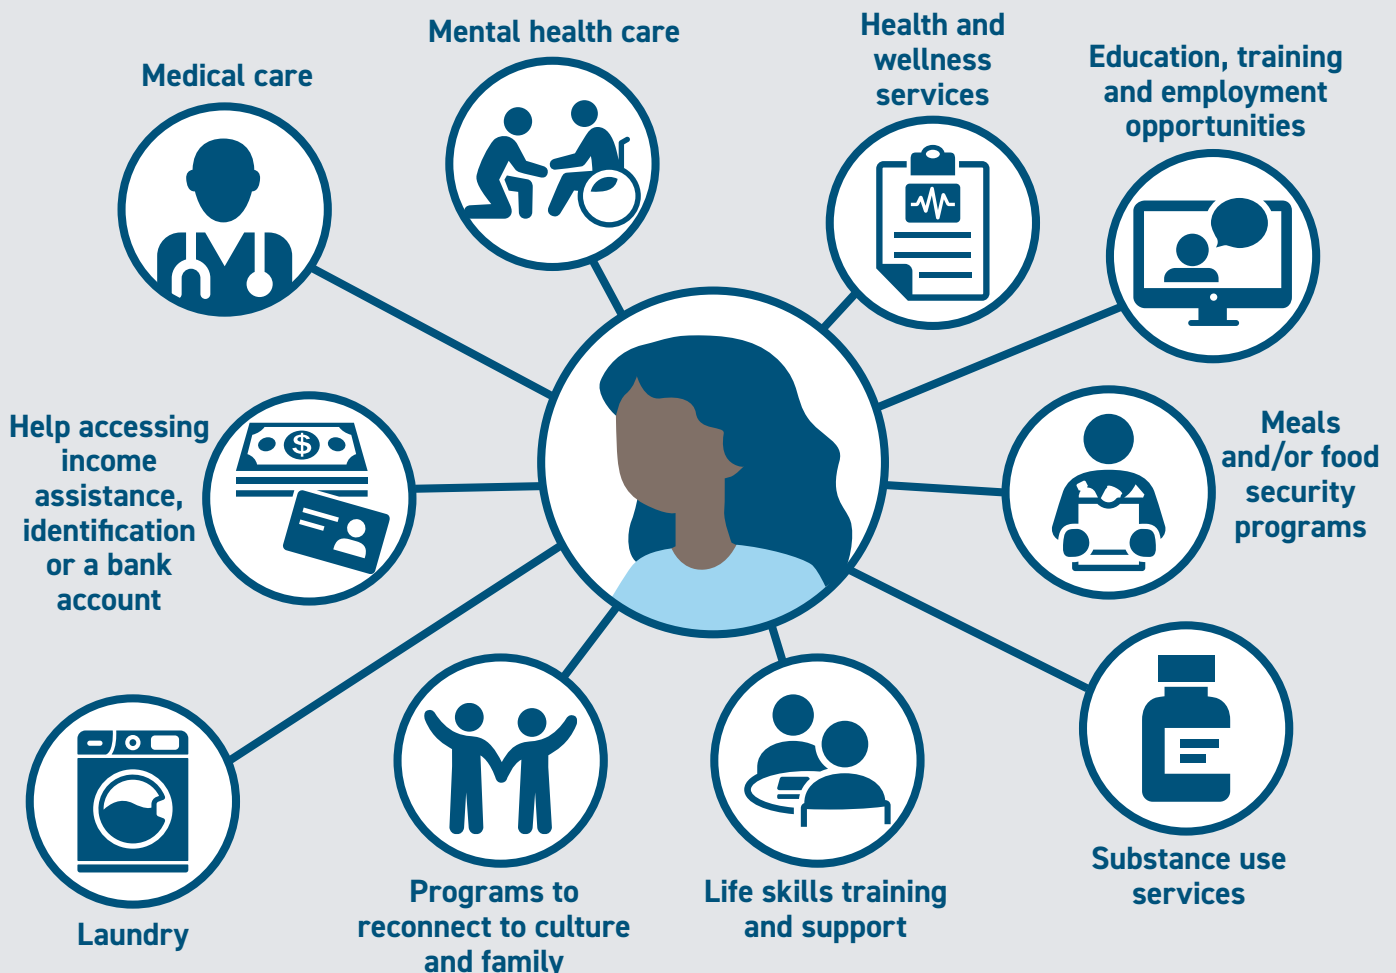 Medical care
Mental health care
Health and
wellness
services
Education, training
and employment
opportunities
Help accessing
income
assistance,
identification
or a bank
account
$
Meals
and/or food
security
programs
Laundry
Programs to
reconnect to culture
and family
Life skills training
and support
Substance use
services